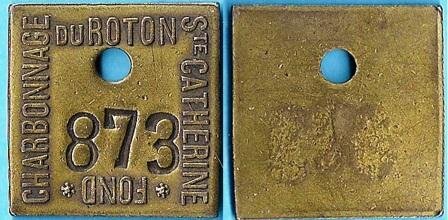 CHARBONNAGE
DU ROTON
STE CATHERINE
873
* FOND *